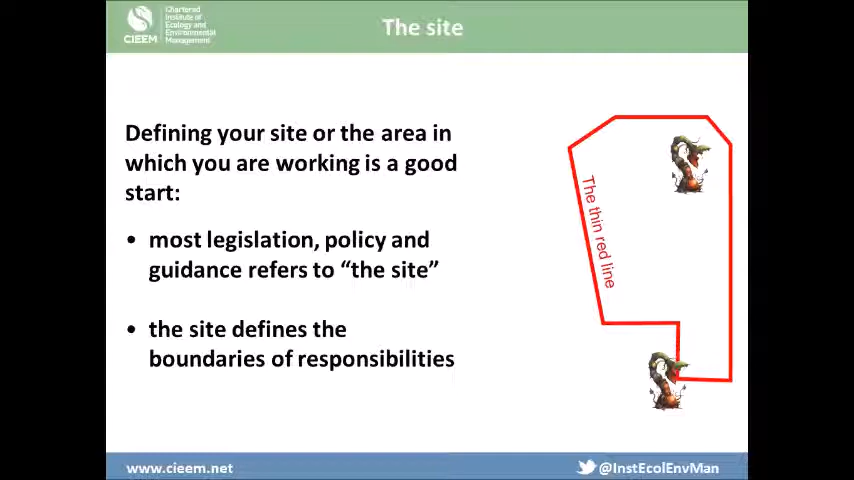 Chartered
Institute of
Ecology and
Environmental
Management
CIEEM
The site
Defining your site or the area in
which you are working is a good
start:
• most legislation, policy and
guidance refers to “the site”
• the site defines the
boundaries of responsibilities
The thin red line
www.cieem.net
@InstEcolEnvMan